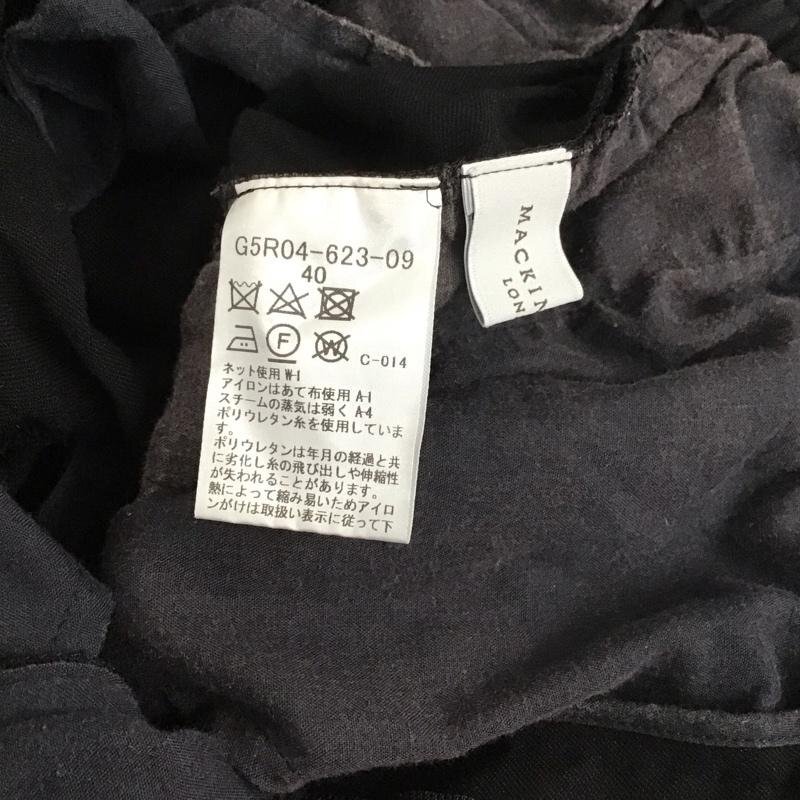 G5R04-623-09
40
F
W
C-014
ネット使用 W-1
アイロンはあて布使用 A-1
スチームの蒸気は弱く A-4
ポリウレタン糸を使用していま
す。
ポリウレタンは年月の経過と共
に劣化し糸の飛び出しや伸縮性
が失われることがあります。
熱によって縮み易いためアイロ
ンがけは取扱い表示に従って下
MACKIN
LON